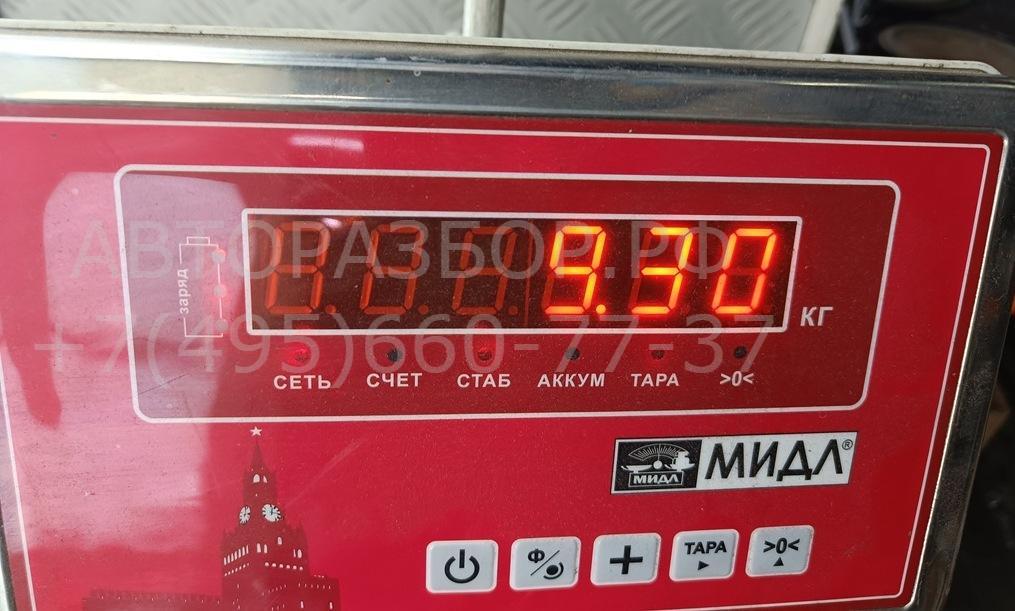 АВТОРАЗБОР.РФ
+7(495)660-77-37
заряд
9.30
КГ
СЕТЬ СЧЕТ СТАБ АККУМ ТАРА >0<
МИДЛ МИДЛ®
Ф ТАРА >0<